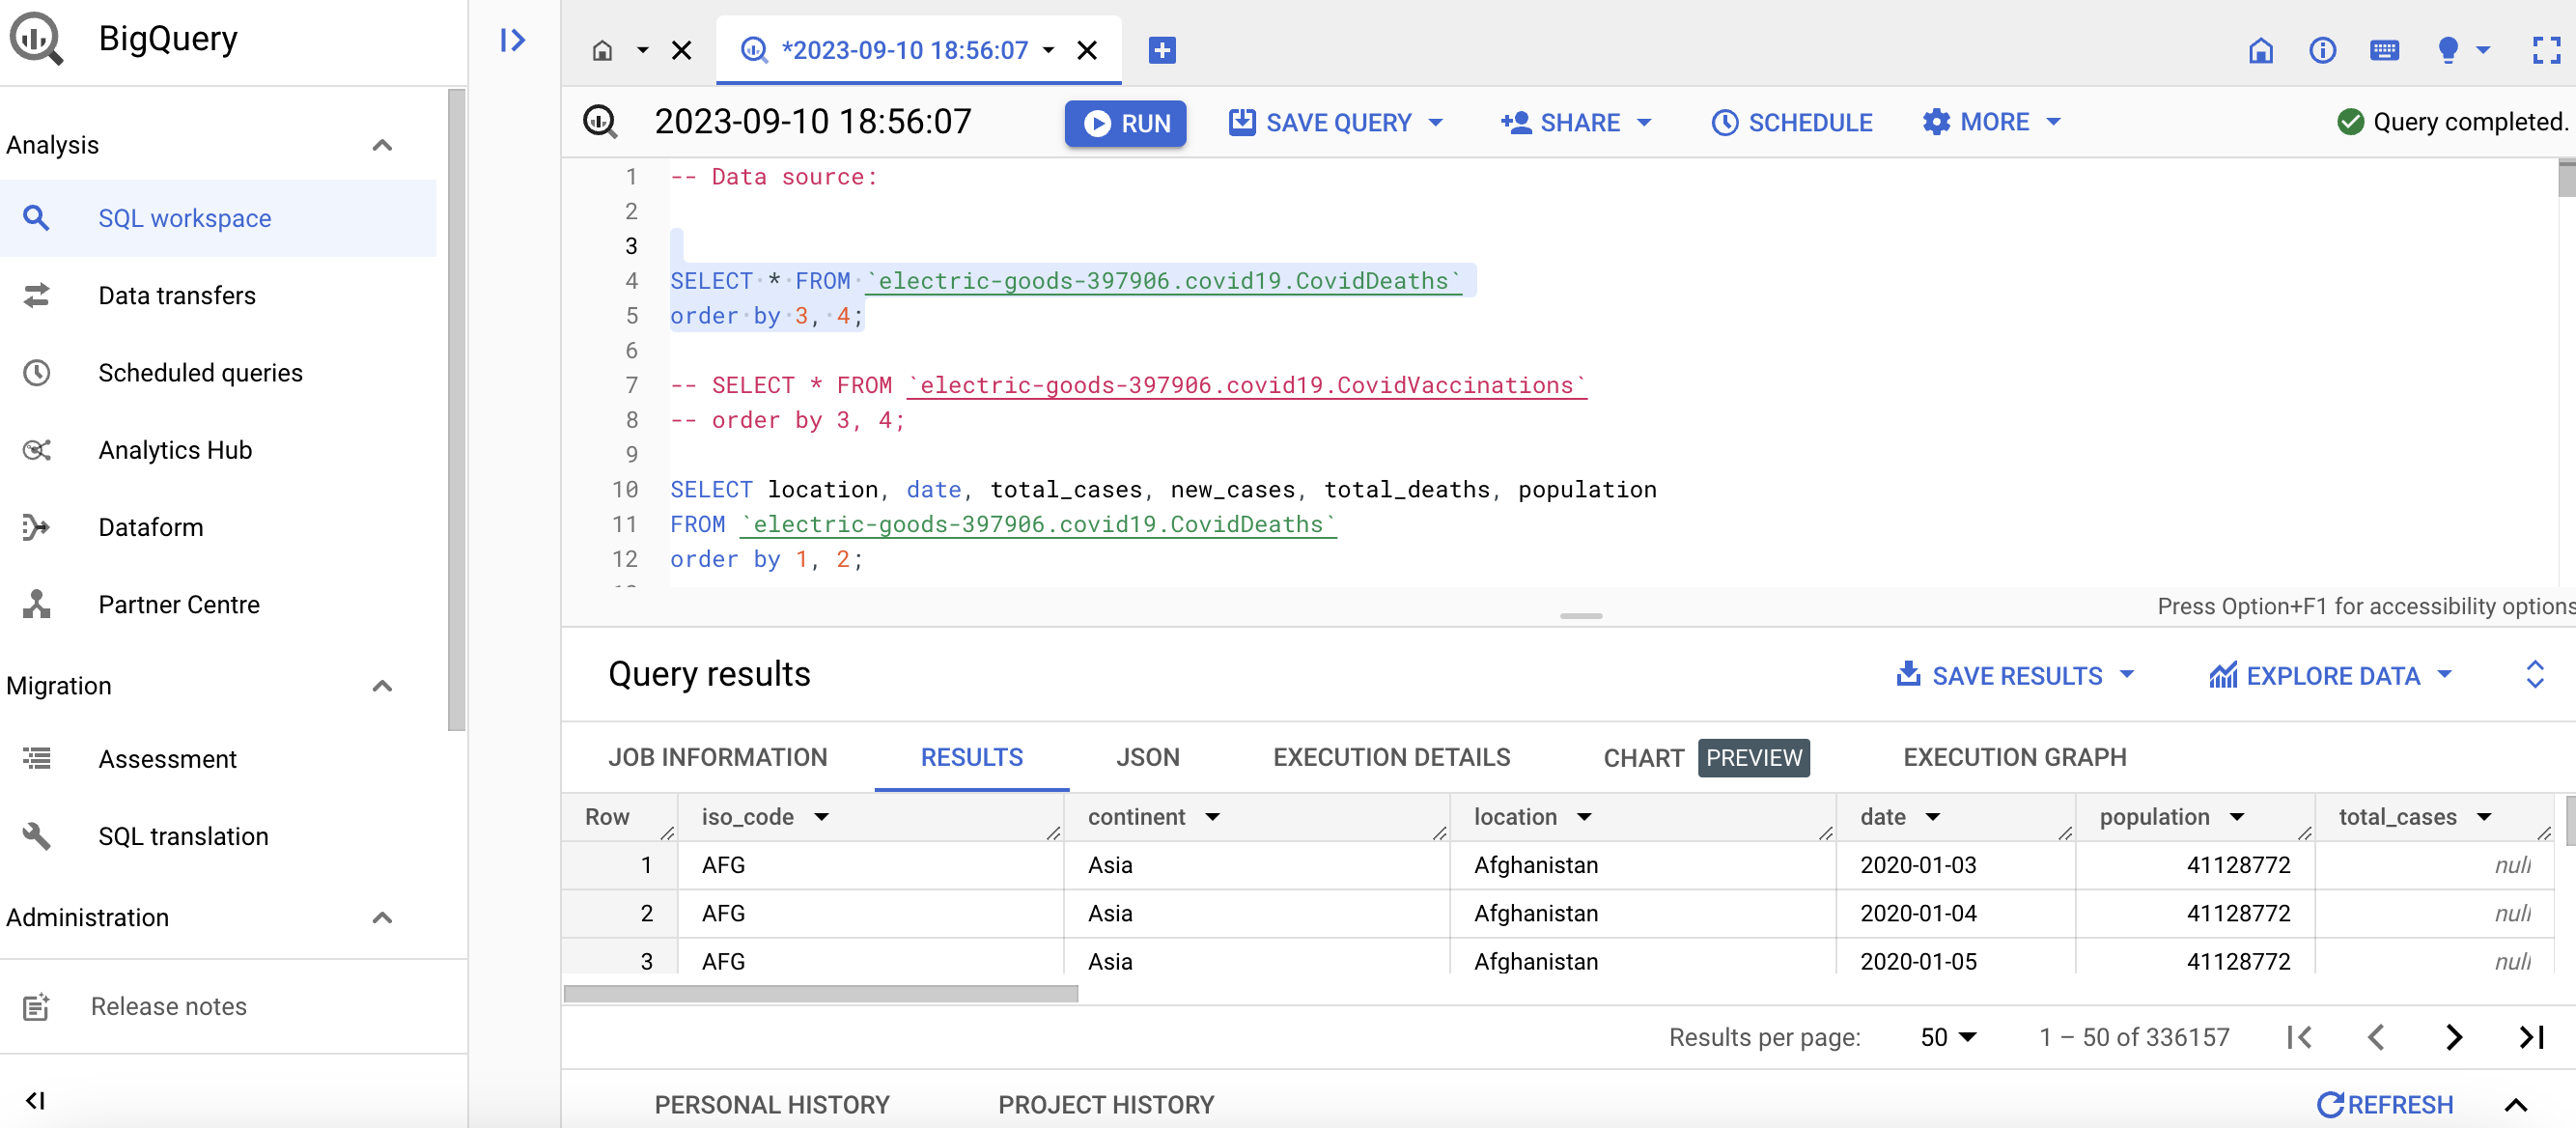 BigQuery
Analysis
SQL workspace
Data transfers
Scheduled queries
Analytics Hub
Dataform
Partner Centre
Migration
Assessment
SQL translation
Administration
Release notes
*2023-09-10 18:56:07
2023-09-10 18:56:07 RUN SAVE QUERY SHARE SCHEDULE MORE Query completed.
1 -- Data source:
2
3
4 SELECT * FROM `electric-goods-397906.covid19.CovidDeaths`
5 order by 3, 4;
6
7 -- SELECT * FROM `electric-goods-397906.covid19.CovidVaccinations`
8 -- order by 3, 4;
9
10 SELECT location, date, total_cases, new_cases, total_deaths, population
11 FROM `electric-goods-397906.covid19.CovidDeaths`
12 order by 1, 2;
Press Option+F1 for accessibility options
Query results SAVE RESULTS EXPLORE DATA
JOB INFORMATION RESULTS JSON EXECUTION DETAILS CHART PREVIEW EXECUTION GRAPH
Row iso_code continent location date population total_cases
1 AFG Asia Afghanistan 2020-01-03 41128772 null
2 AFG Asia Afghanistan 2020-01-04 41128772 null
3 AFG Asia Afghanistan 2020-01-05 41128772 null
Results per page: 50 1 – 50 of 336157
PERSONAL HISTORY PROJECT HISTORY REFRESH